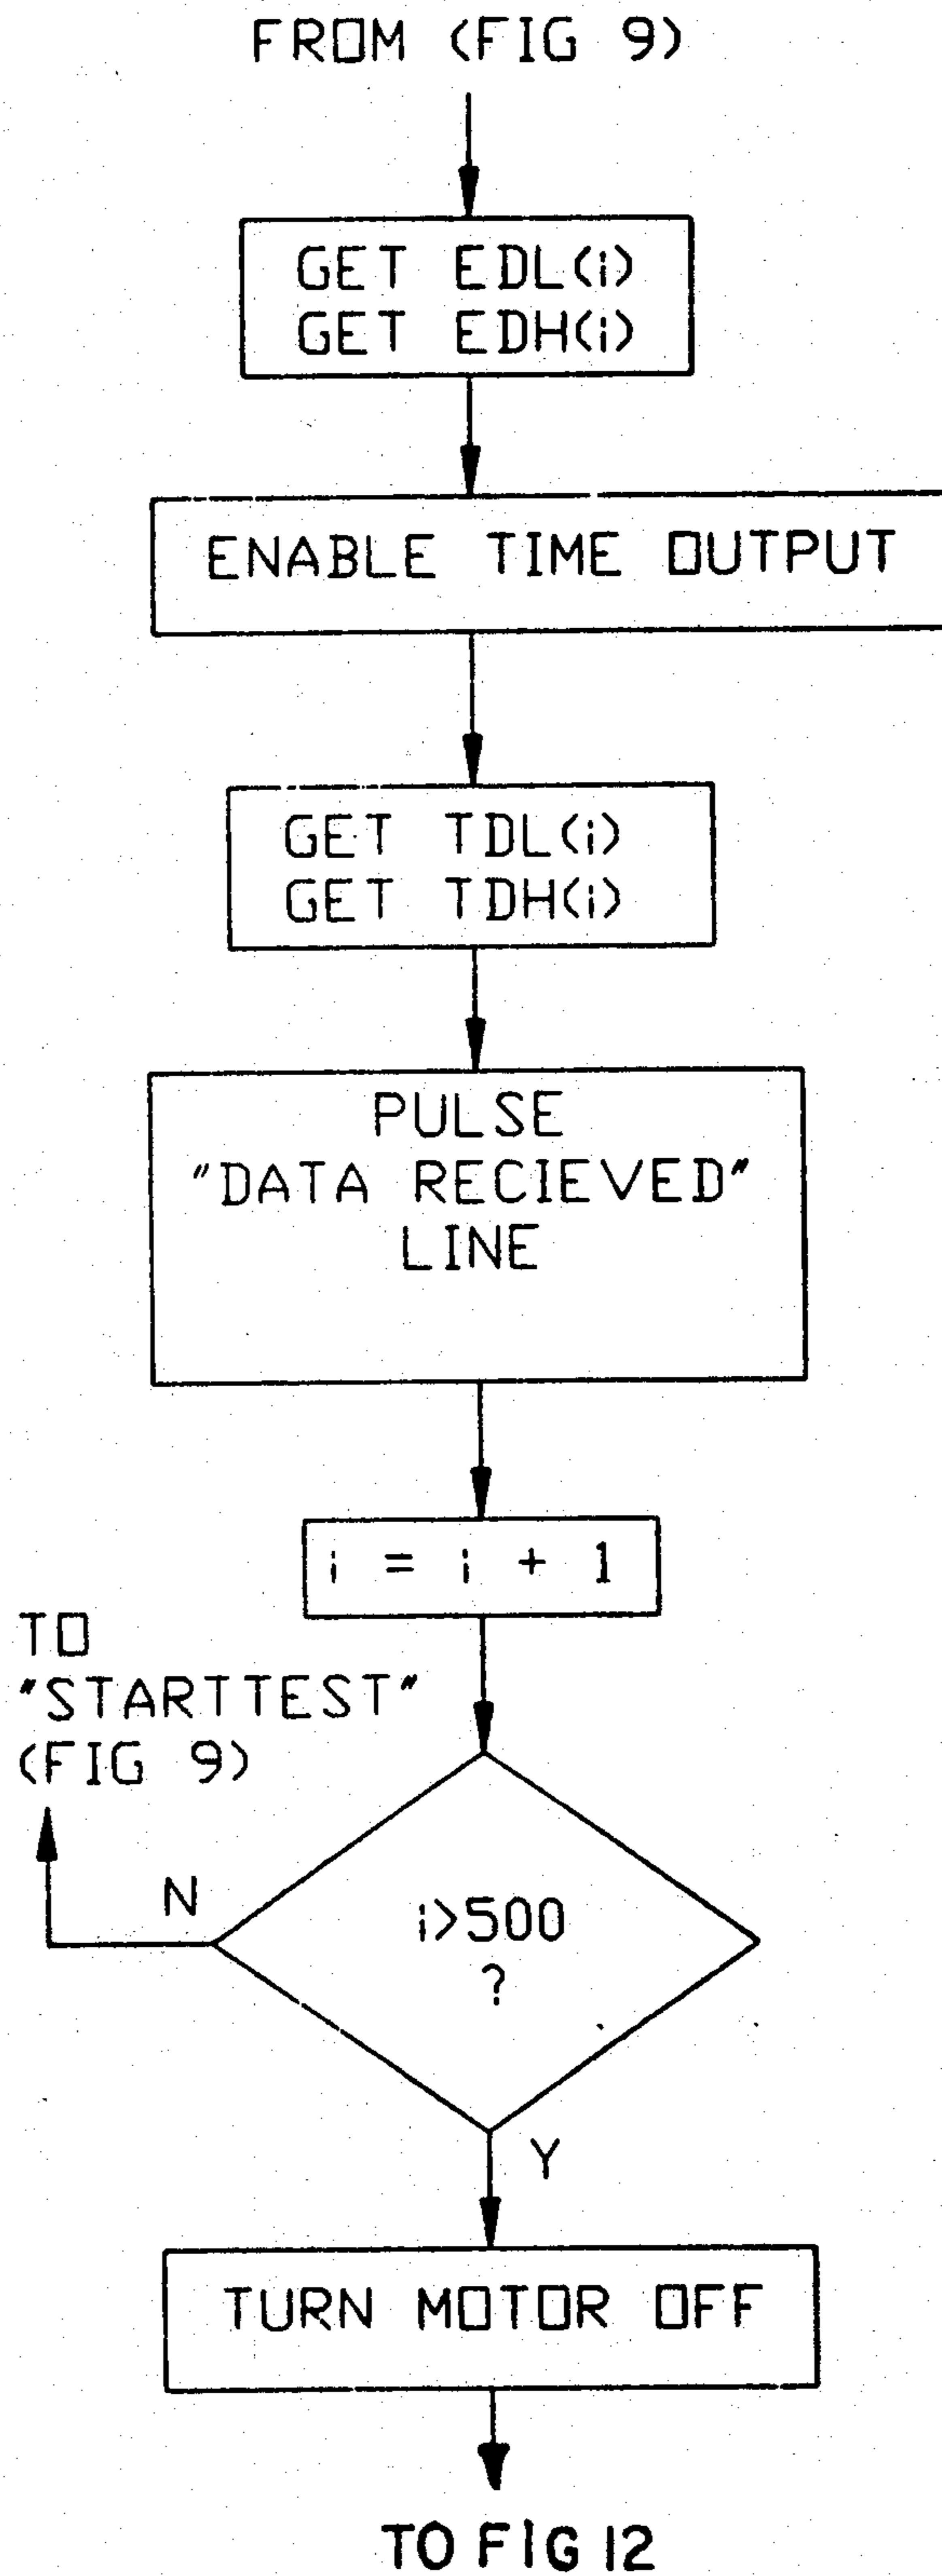 FROM (FIG 9)
GET EDL(i)
GET EDH(i)
ENABLE TIME OUTPUT
GET TDL(i)
GET TDH(i)
PULSE
"DATA RECIEVED"
LINE
i = i + 1
TO
"STARTTEST"
(FIG 9)
N
i>500
?
Y
TURN MOTOR OFF
TO FIG 12